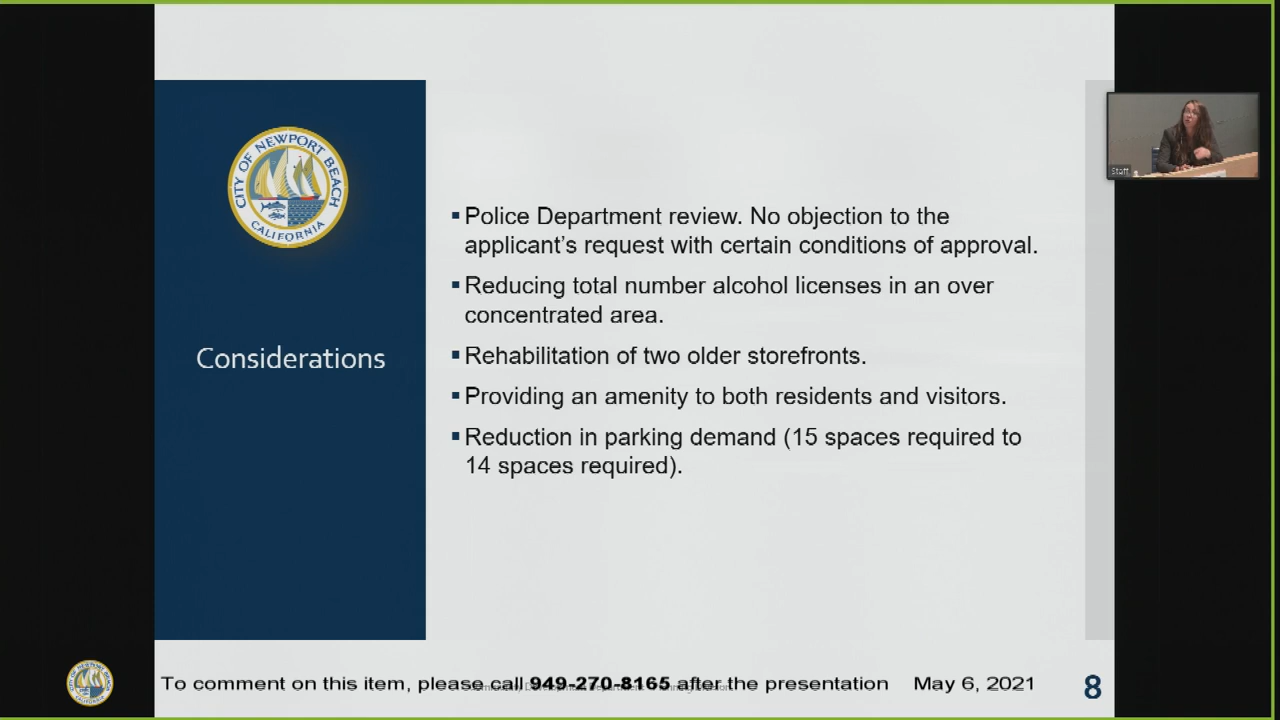 CITY OF NEWPORT BEACH
CALIFORNIA
Considerations
▪Police Department review. No objection to the
applicant's request with certain conditions of approval.
▪Reducing total number alcohol licenses in an over
concentrated area.
▪Rehabilitation of two older storefronts.
▪Providing an amenity to both residents and visitors.
▪Reduction in parking demand (15 spaces required to
14 spaces required).
Staff
To comment on this item, please call 949-270-8165 after the presentation May 6, 2021
8